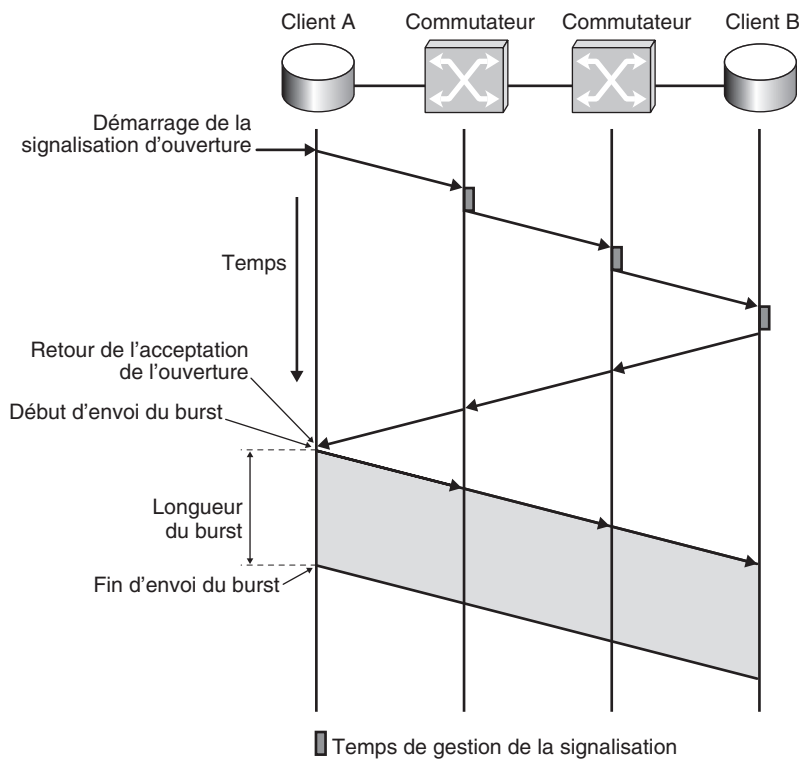 Client A
Commutateur
Commutateur
Client B
Démarrage de la
signalisation d'ouverture
Temps
Retour de l'acceptation
de l'ouverture
Début d'envoi du burst
Longueur
du burst
Fin d'envoi du burst
Temps de gestion de la signalisation